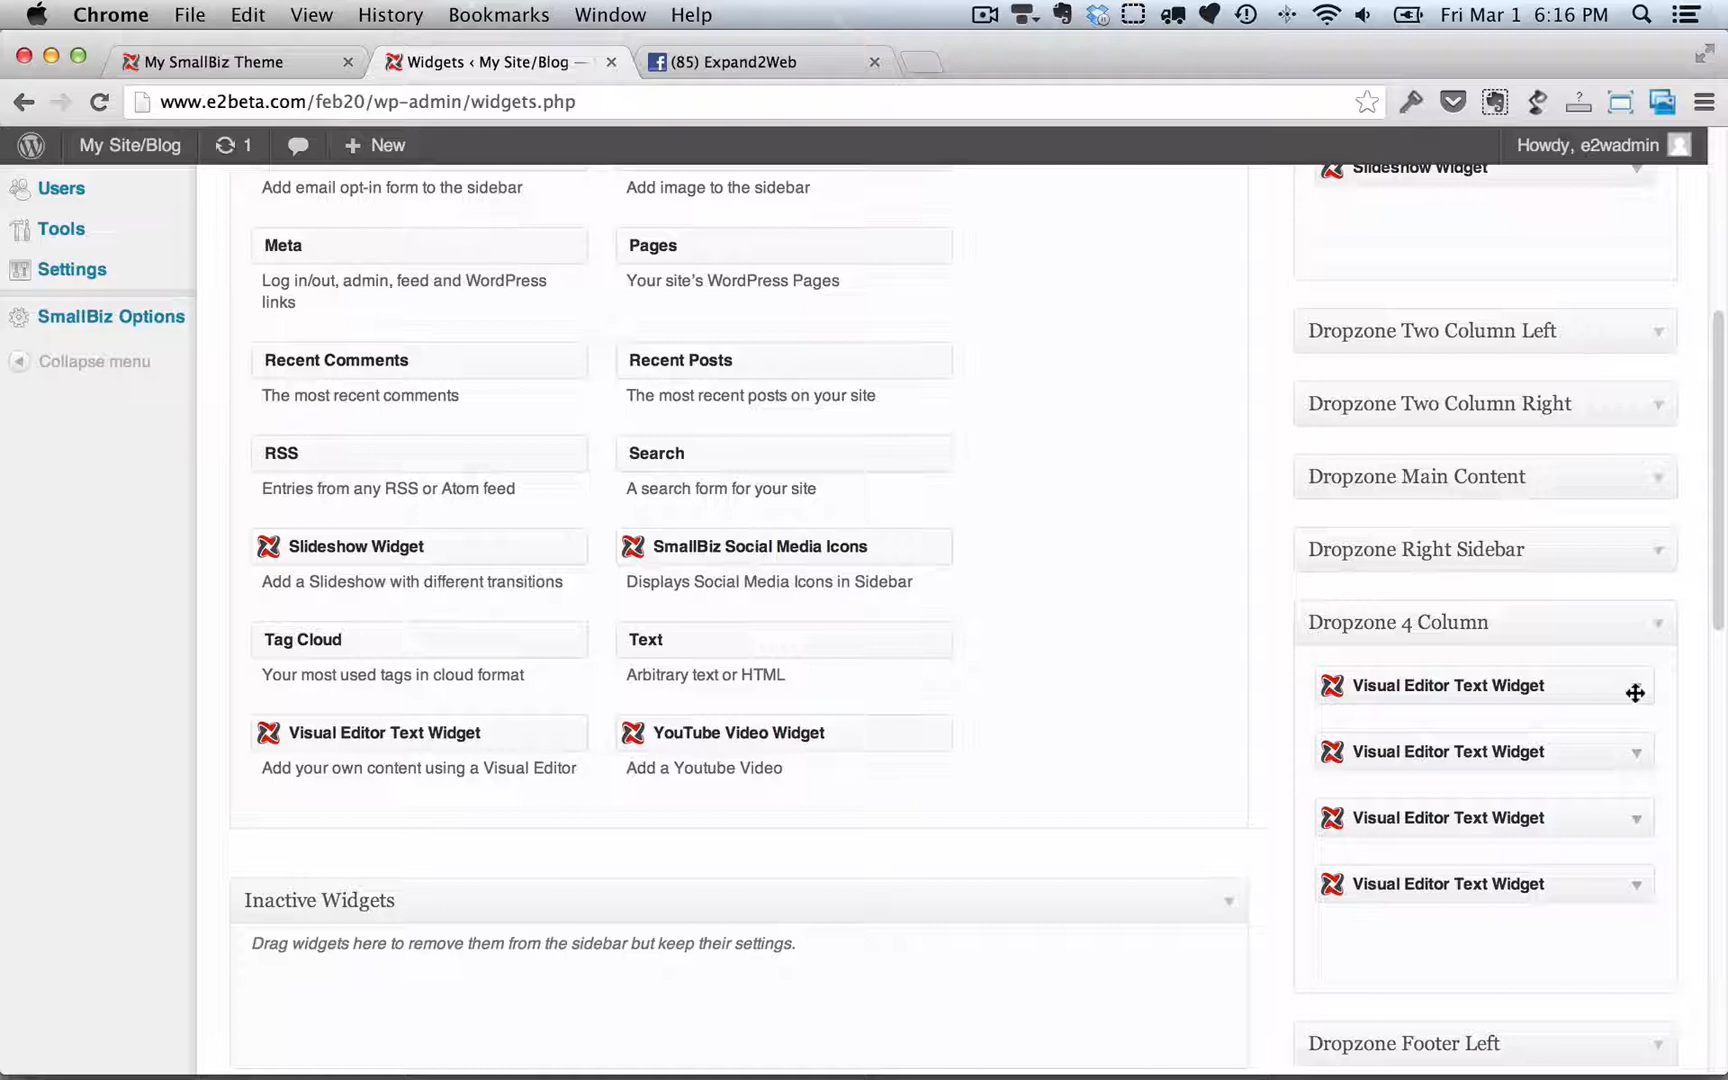 Chrome File Edit View History Bookmarks Window Help Fri Mar 1 6:16 PM
My SmallBiz Theme
Widgets ‹ My Site/Blog —
(85) Expand2Web
www.e2beta.com/feb20/wp-admin/widgets.php
My Site/Blog 1 + New Howdy, e2wadmin
Users
Tools
Settings
SmallBiz Options
Collapse menu
Add email opt-in form to the sidebar
Add image to the sidebar
Meta
Log in/out, admin, feed and WordPress
links
Pages
Your site's WordPress Pages
Recent Comments
The most recent comments
Recent Posts
The most recent posts on your site
RSS
Entries from any RSS or Atom feed
Search
A search form for your site
Slideshow Widget
Add a Slideshow with different transitions
SmallBiz Social Media Icons
Displays Social Media Icons in Sidebar
Tag Cloud
Your most used tags in cloud format
Text
Arbitrary text or HTML
Visual Editor Text Widget
Add your own content using a Visual Editor
YouTube Video Widget
Add a Youtube Video
Inactive Widgets
Drag widgets here to remove them from the sidebar but keep their settings.
Slideshow Widget
Dropzone Two Column Left
Dropzone Two Column Right
Dropzone Main Content
Dropzone Right Sidebar
Dropzone 4 Column
Visual Editor Text Widget
Visual Editor Text Widget
Visual Editor Text Widget
Visual Editor Text Widget
Dropzone Footer Left